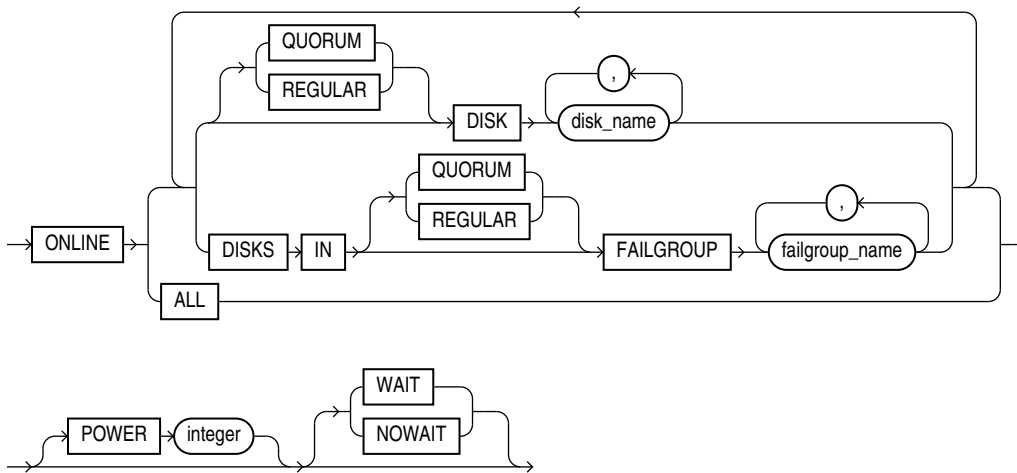 QUORUM
REGULAR
,
DISK
disk_name
QUORUM
REGULAR
,
ONLINE
DISKS IN
FAILGROUP
failgroup_name
ALL
WAIT
POWER integer
NOWAIT